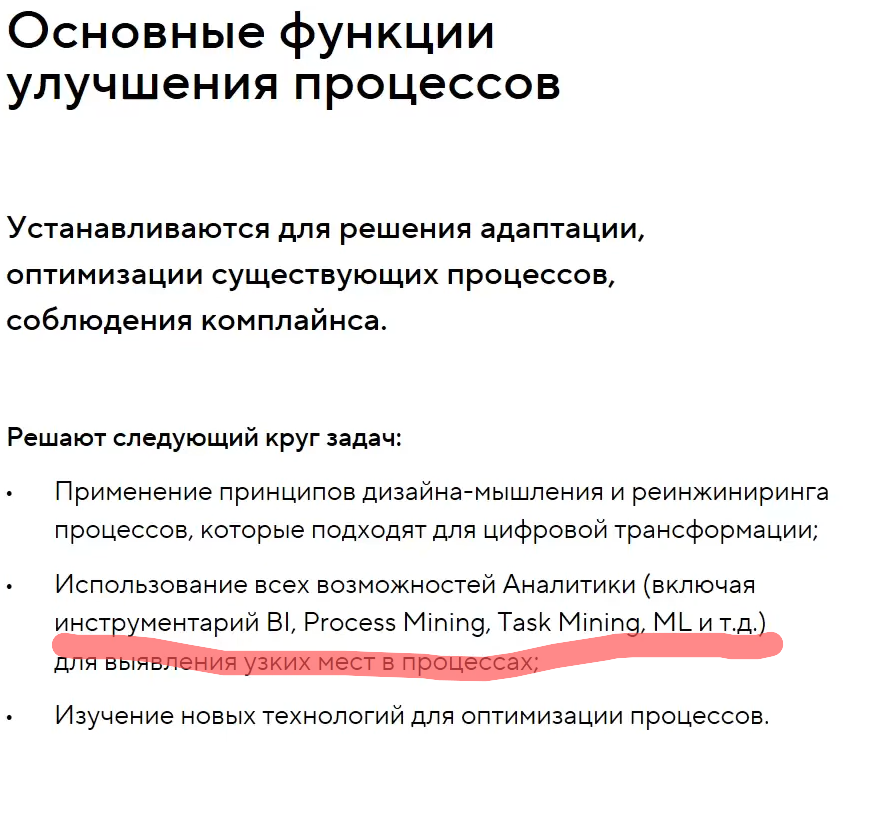 Основные функции
улучшения процессов
Устанавливаются для решения адаптации,
оптимизации существующих процессов,
соблюдения комплайнса.
Решают следующий круг задач:
• Применение принципов дизайна-мышления и реинжиниринга
процессов, которые подходят для цифровой трансформации;
• Использование всех возможностей Аналитики (включая
инструментарий BI, Process Mining, Task Mining, ML и т.д.)
для выявления узких мест в процессах;
• Изучение новых технологий для оптимизации процессов.